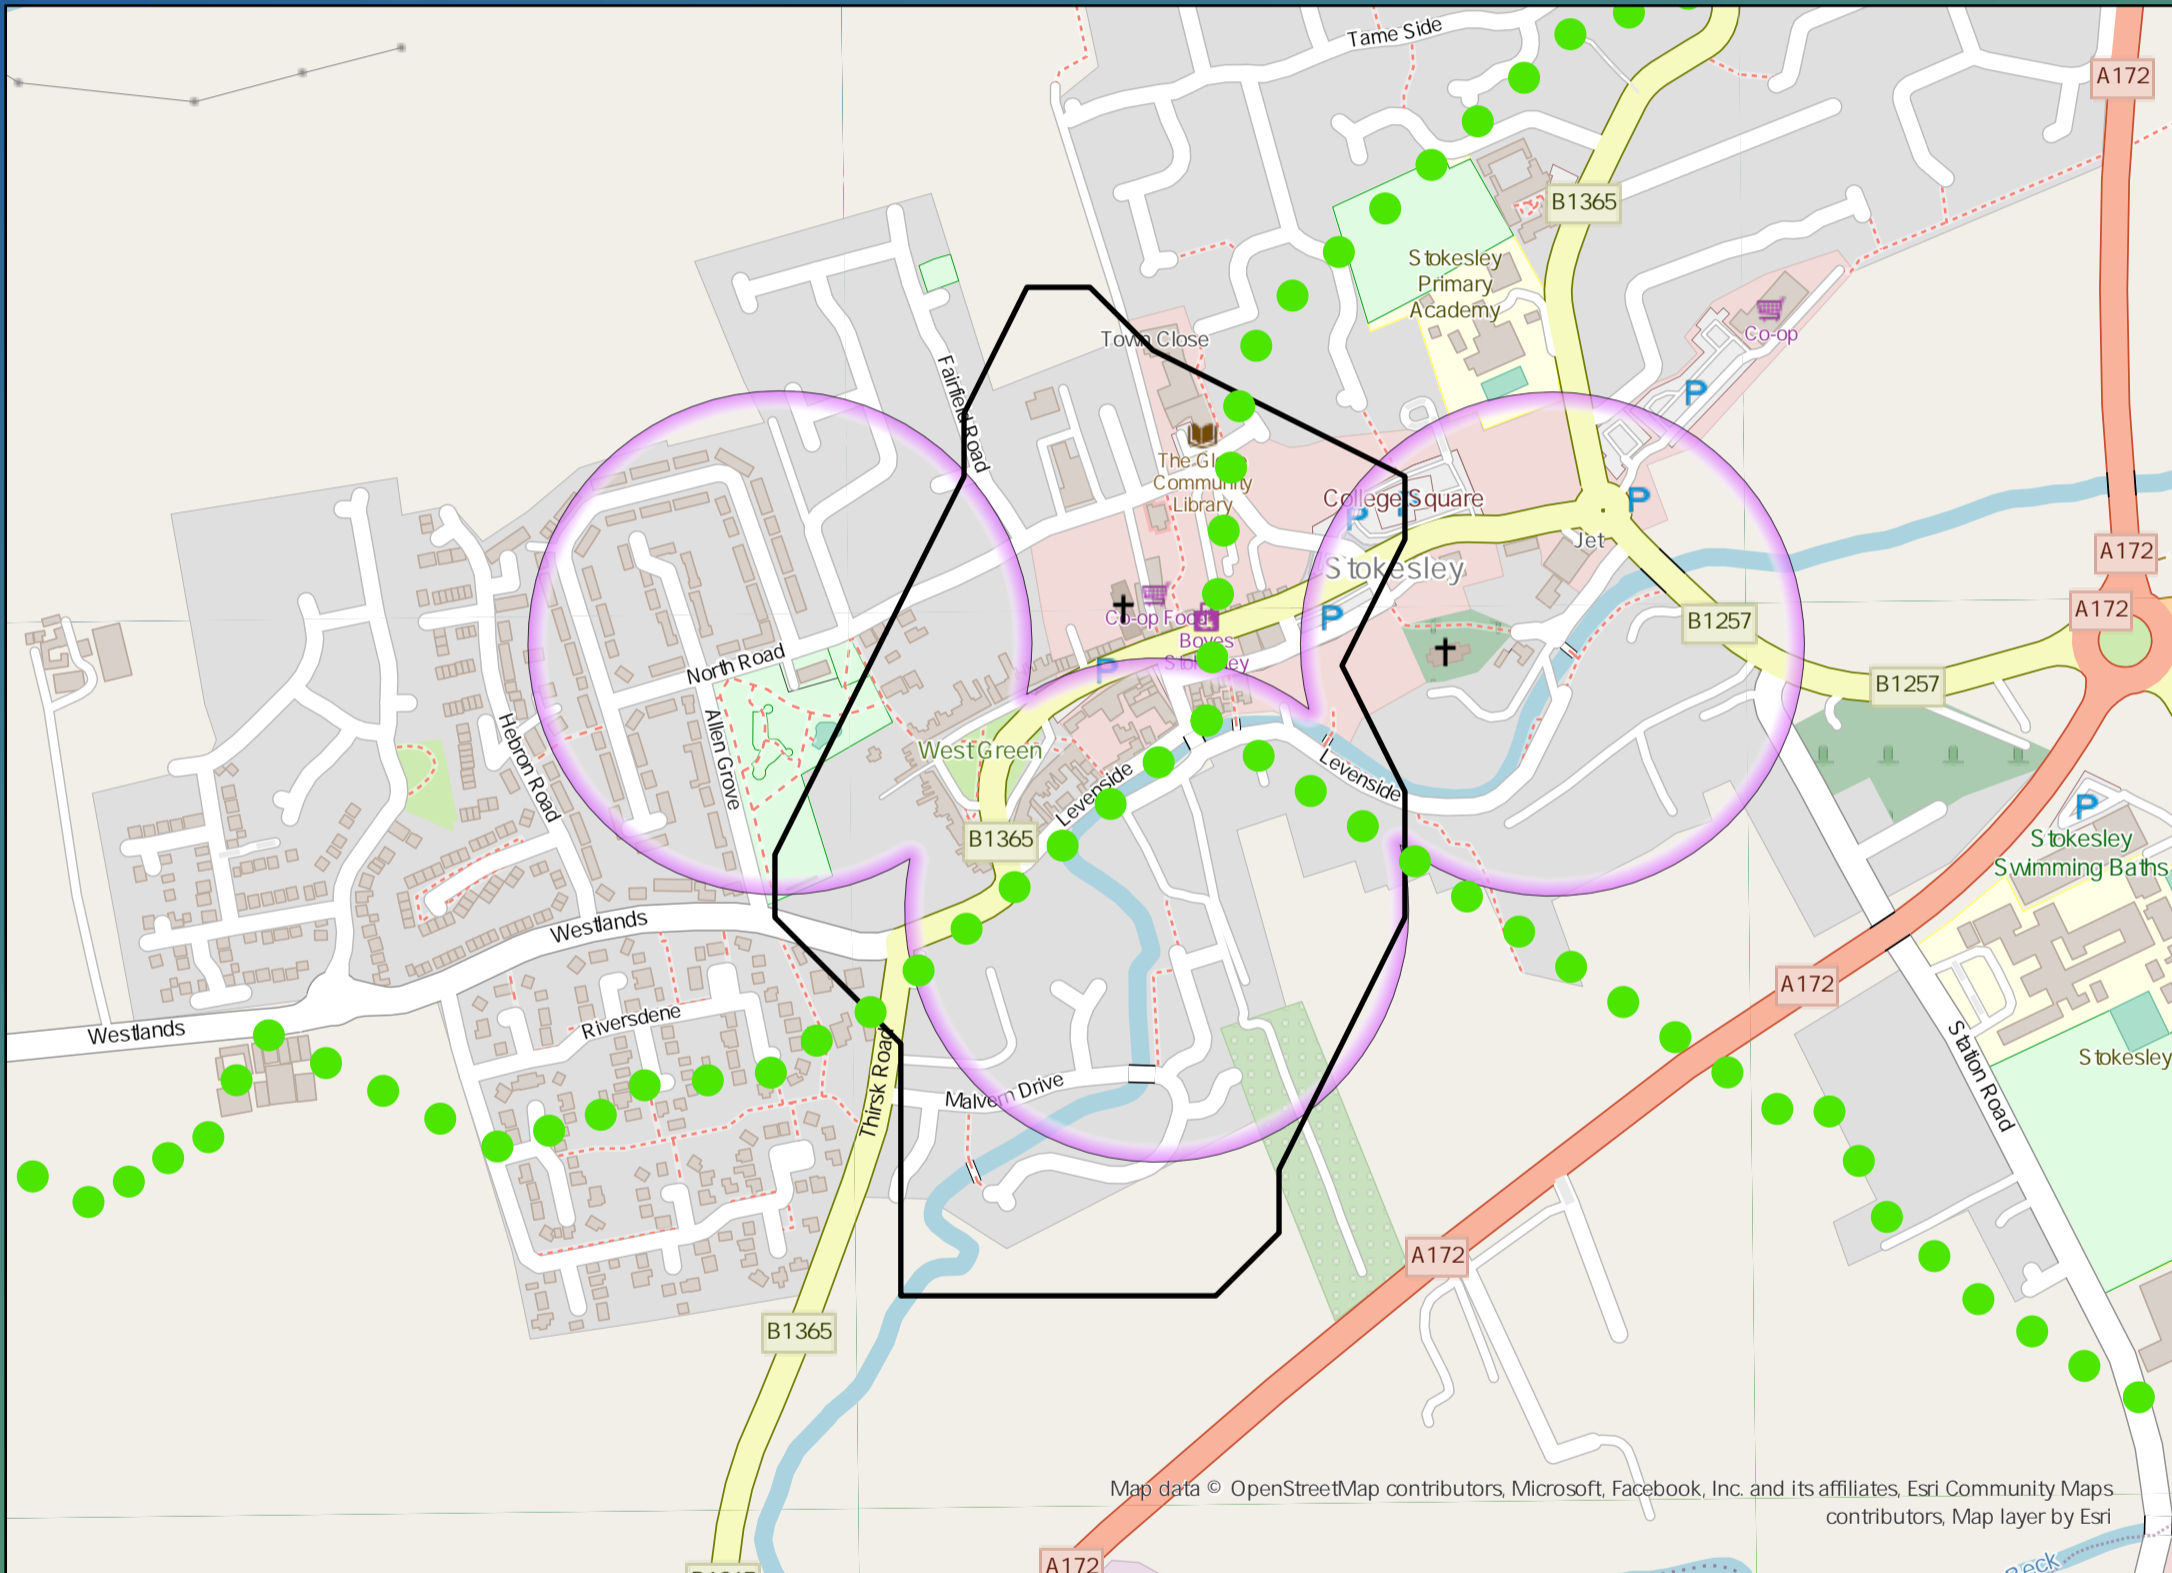 Tame Side
A172
B1365
Stokesley
Primary
Academy
Town Close
Co-op
Fairfield Road
The Globe
Community
Library
College Square
Jet
A172
Stokesley
Co-op Food
A172
Boyes
Stokesley
B1257
North Road
B1257
Allen Grove
Hebron Road
West Green
Levenside
Levenside
B1365
Stokesley
Swimming Baths
Westlands
A172
Westlands
Riversdene
Thirsk Road
Malvern Drive
Station Road
Stokesley
A172
B1365
Map data © OpenStreetMap contributors, Microsoft, Facebook, Inc. and its affiliates, Esri Community Maps
contributors, Map layer by Esri
A172
Beck